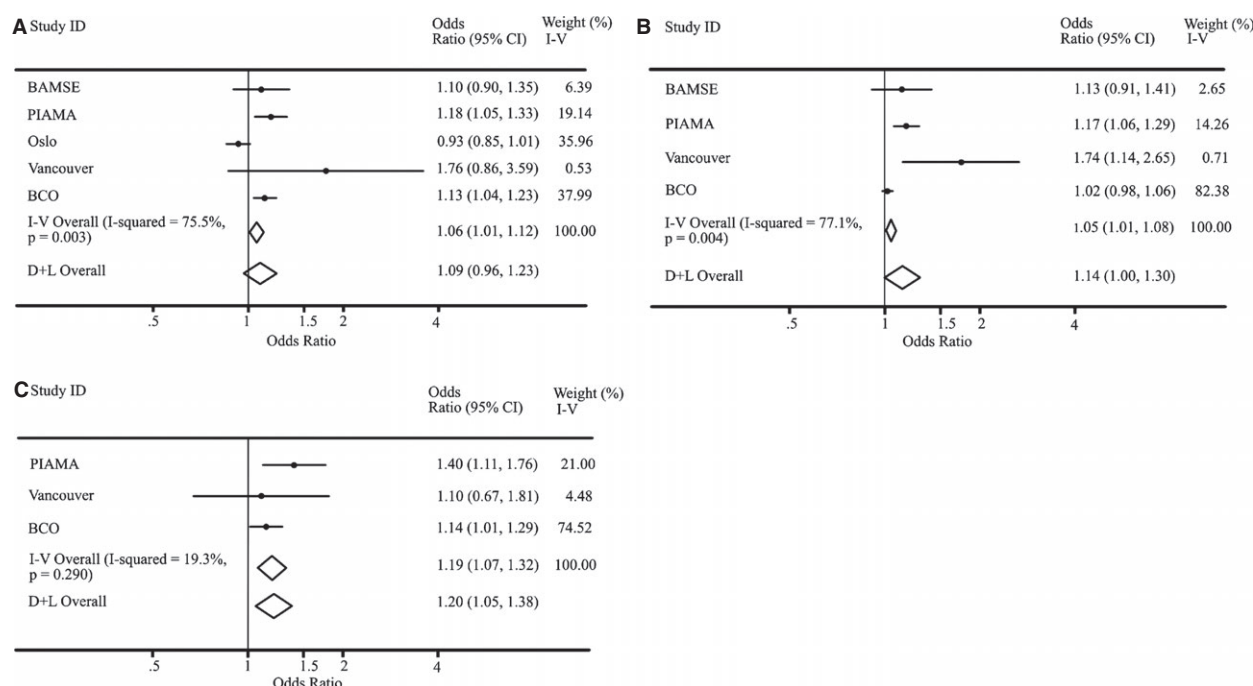 A Study ID Odds Weight (%)
Ratio (95% CI) I-V
BAMSE 1.10 (0.90, 1.35) 6.39
PIAMA 1.18 (1.05, 1.33) 19.14
Oslo 0.93 (0.85, 1.01) 35.96
Vancouver 1.76 (0.86, 3.59) 0.53
BCO 1.13 (1.04, 1.23) 37.99
I-V Overall (I-squared = 75.5%,
p = 0.003) 1.06 (1.01, 1.12) 100.00
D+L Overall 1.09 (0.96, 1.23)
.5 1 1.5 2 4
Odds Ratio
B Study ID Odds Weight (%)
Ratio (95% CI) I-V
BAMSE 1.13 (0.91, 1.41) 2.65
PIAMA 1.17 (1.06, 1.29) 14.26
Vancouver 1.74 (1.14, 2.65) 0.71
BCO 1.02 (0.98, 1.06) 82.38
I-V Overall (I-squared = 77.1%,
p = 0.004) 1.05 (1.01, 1.08) 100.00
D+L Overall 1.14 (1.00, 1.30)
.5 1 1.5 2 4
Odds Ratio
C Study ID Odds Weight (%)
Ratio (95% CI) I-V
PIAMA 1.40 (1.11, 1.76) 21.00
Vancouver 1.10 (0.67, 1.81) 4.48
BCO 1.14 (1.01, 1.29) 74.52
I-V Overall (I-squared = 19.3%,
p = 0.290) 1.19 (1.07, 1.32) 100.00
D+L Overall 1.20 (1.05, 1.38)
.5 1 1.5 2 4
Odds Ratio